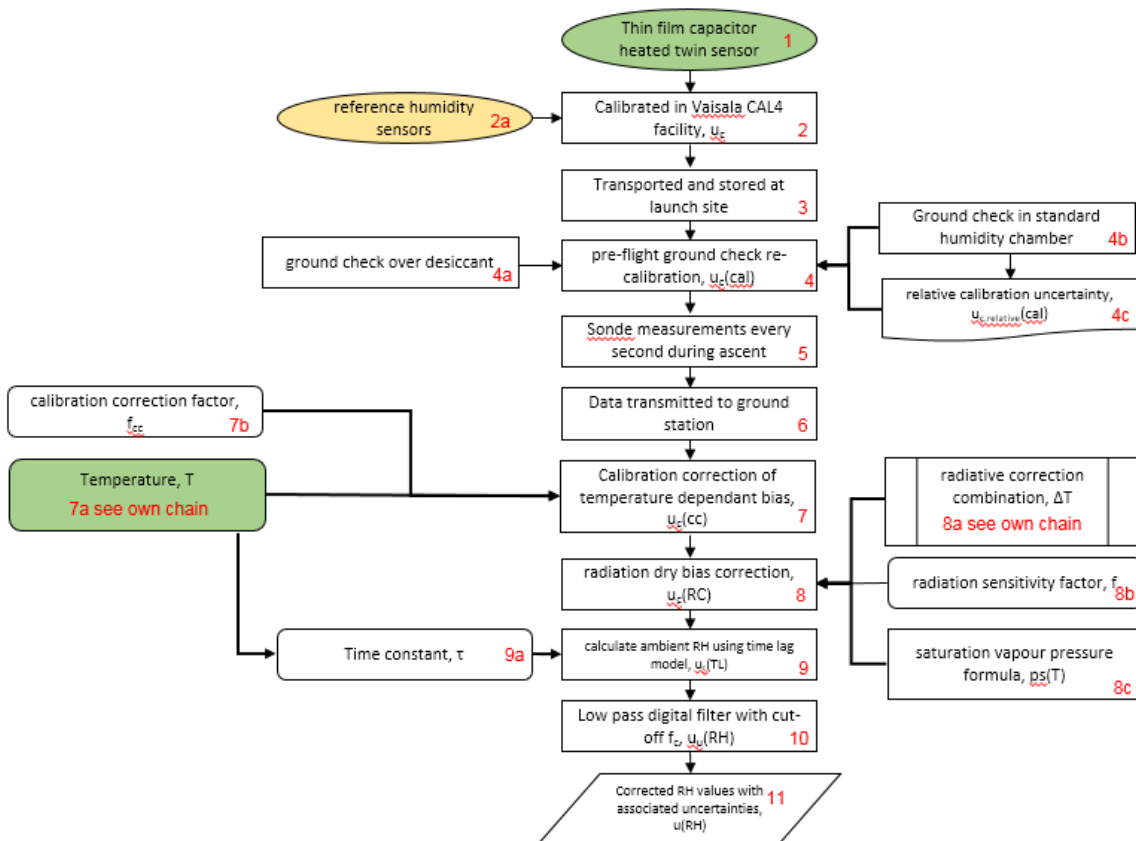 Thin film capacitor
heated twin sensor
1
reference humidity
sensors
2a
Calibrated in Vaisala CAL4
facility, uc
2
Transported and stored at
launch site
3
Ground check in standard
humidity chamber
4b
ground check over desiccant
4a
pre-flight ground check re-
calibration, uc(cal)
4
relative calibration uncertainty,
uc,relative(cal)
4c
Sonde measurements every
second during ascent
5
calibration correction factor,
fcc
7b
Data transmitted to ground
station
6
Temperature, T
7a see own chain
Calibration correction of
temperature dependant bias,
uc(cc)
7
radiative correction
combination, ΔT
8a see own chain
radiation dry bias correction,
uc(RC)
8
radiation sensitivity factor, f
8b
Time constant, τ
9a
calculate ambient RH using time lag
model, uc(TL)
9
saturation vapour pressure
formula, ps(T)
8c
Low pass digital filter with cut-
off fc, uu(RH)
10
Corrected RH values with
associated uncertainties,
u(RH)
11